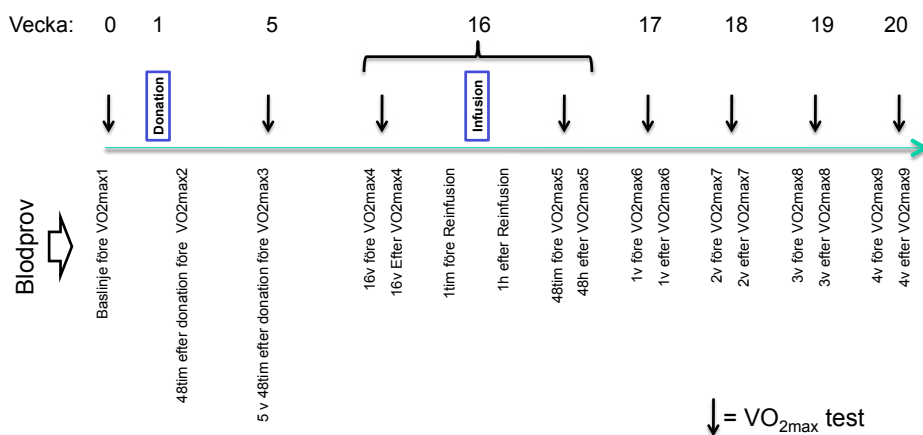 Vecka: 0 1 5 16 17 18 19 20
Donation
Infusion
Blodprov
Baslinje före VO2max1
48tim efter donation före VO2max2
5 v 48tim efter donation före VO2max3
16v före VO2max4
16v Efter VO2max4
1tim före Reinfusion
1h efter Reinfusion
48tim före VO2max5
48h efter VO2max5
1v före VO2max6
1v efter VO2max6
2v före VO2max7
2v efter VO2max7
3v före VO2max8
3v efter VO2max8
4v före VO2max9
4v efter VO2max9
= VO2max test